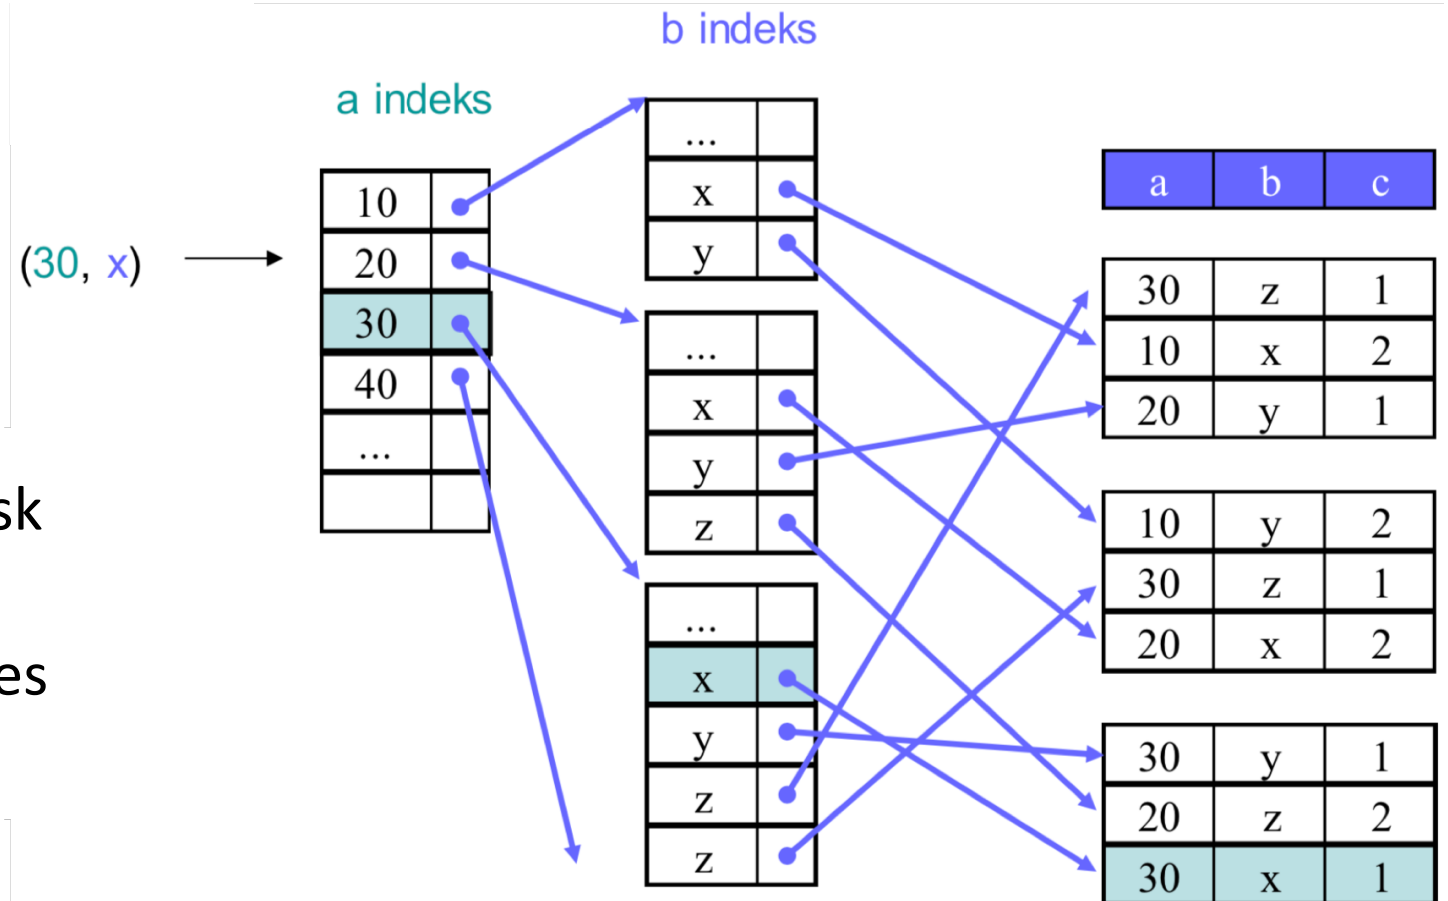 b indeks
a indeks
(30, x)
10
20
30
40
...
...
x
y
...
x
y
z
...
x
y
z
z
a b c
30 z 1
10 x 2
20 y 1
10 y 2
30 z 1
20 x 2
30 y 1
20 z 2
30 x 1
sk
es